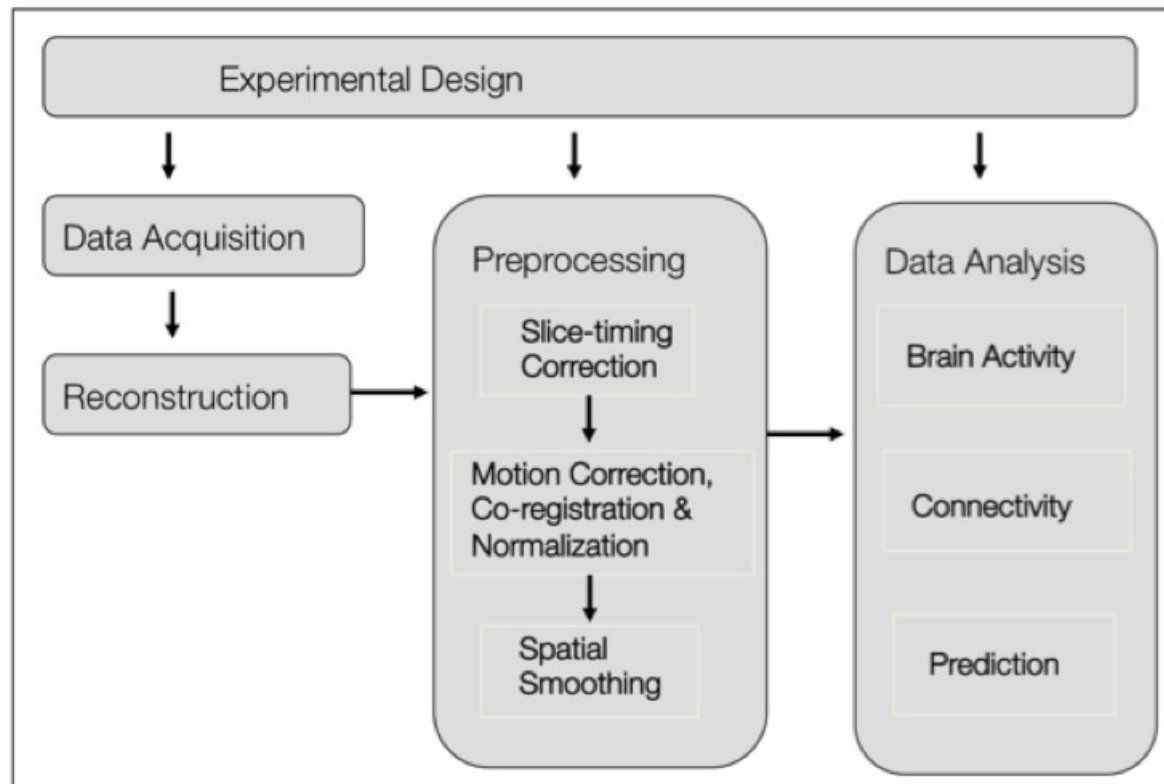 Experimental Design
Data Acquisition
Reconstruction
Preprocessing
Slice-timing
Correction
Motion Correction,
Co-registration &
Normalization
Spatial
Smoothing
Data Analysis
Brain Activity
Connectivity
Prediction